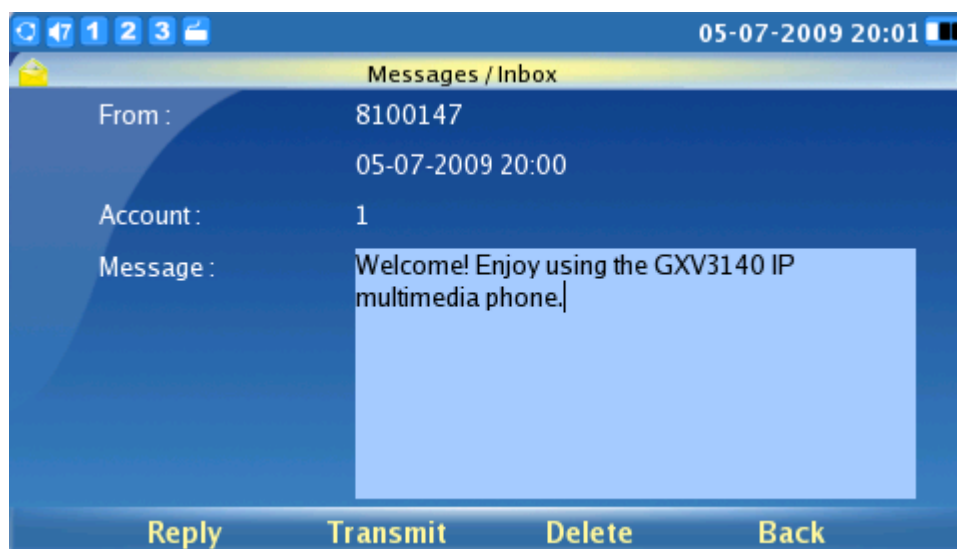 7 1 2 3 05-07-2009 20:01
Messages / Inbox
From : 8100147
05-07-2009 20:00
Account : 1
Message : Welcome! Enjoy using the GXV3140 IP
multimedia phone.
Reply Transmit Delete Back